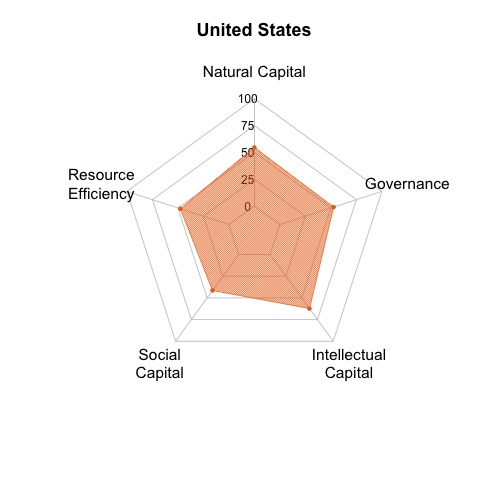 United States
Natural Capital
100
75
50
25
0
Resource
Efficiency
Governance
Social
Capital
Intellectual
Capital